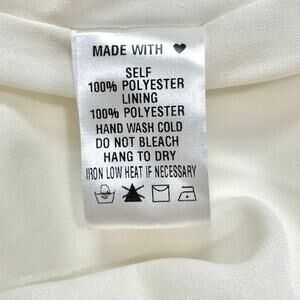 MADE WITH ♥
SELF
100% POLYESTER
LINING
100% POLYESTER
HAND WASH COLD
DO NOT BLEACH
HANG TO DRY
IRON LOW HEAT IF NECESSARY